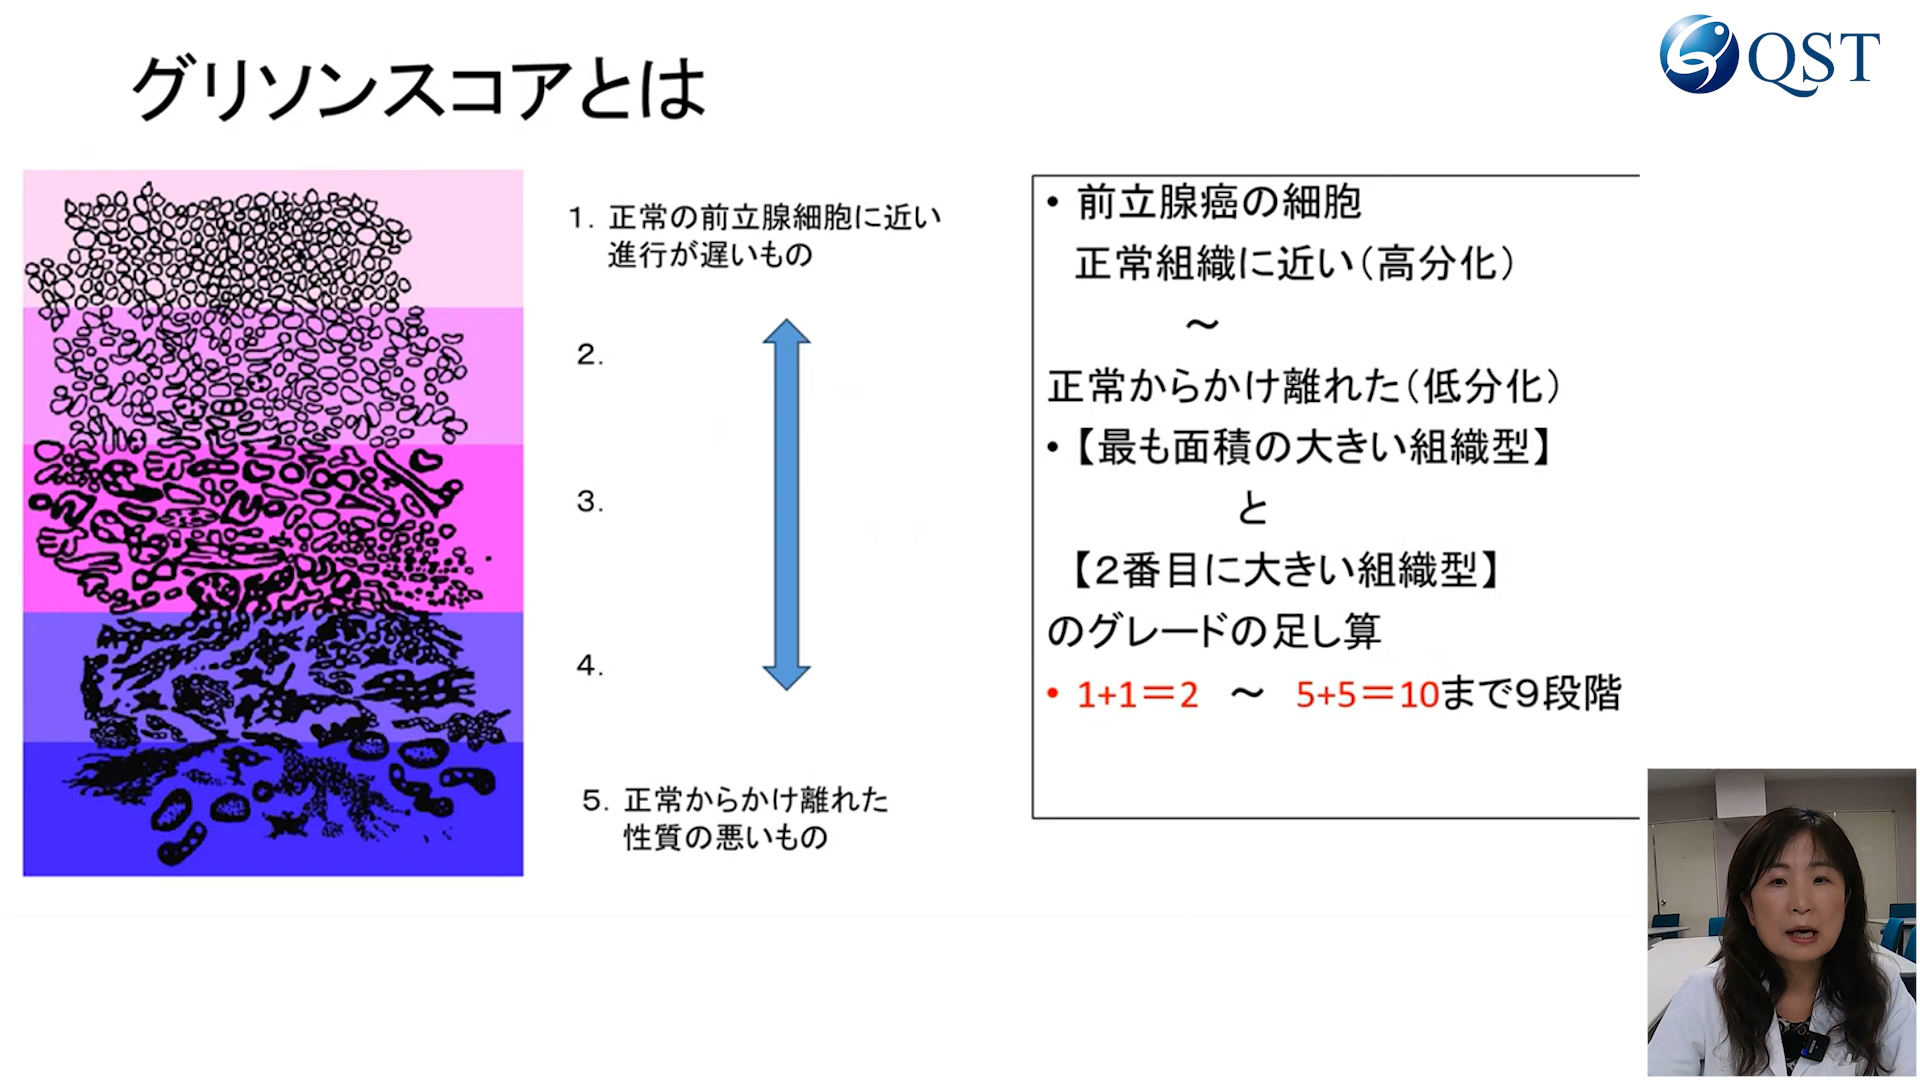 グリソンスコアとは
QST
1. 正常の前立腺細胞に近い
進行が遅いもの
2.
3.
4.
5. 正常からかけ離れた
性質の悪いもの
• 前立腺癌の細胞
正常組織に近い（高分化）
～
正常からかけ離れた（低分化）
•【最も面積の大きい組織型】
と
【２番目に大きい組織型】
のグレードの足し算
• 1+1＝2 ～ 5+5＝10まで９段階